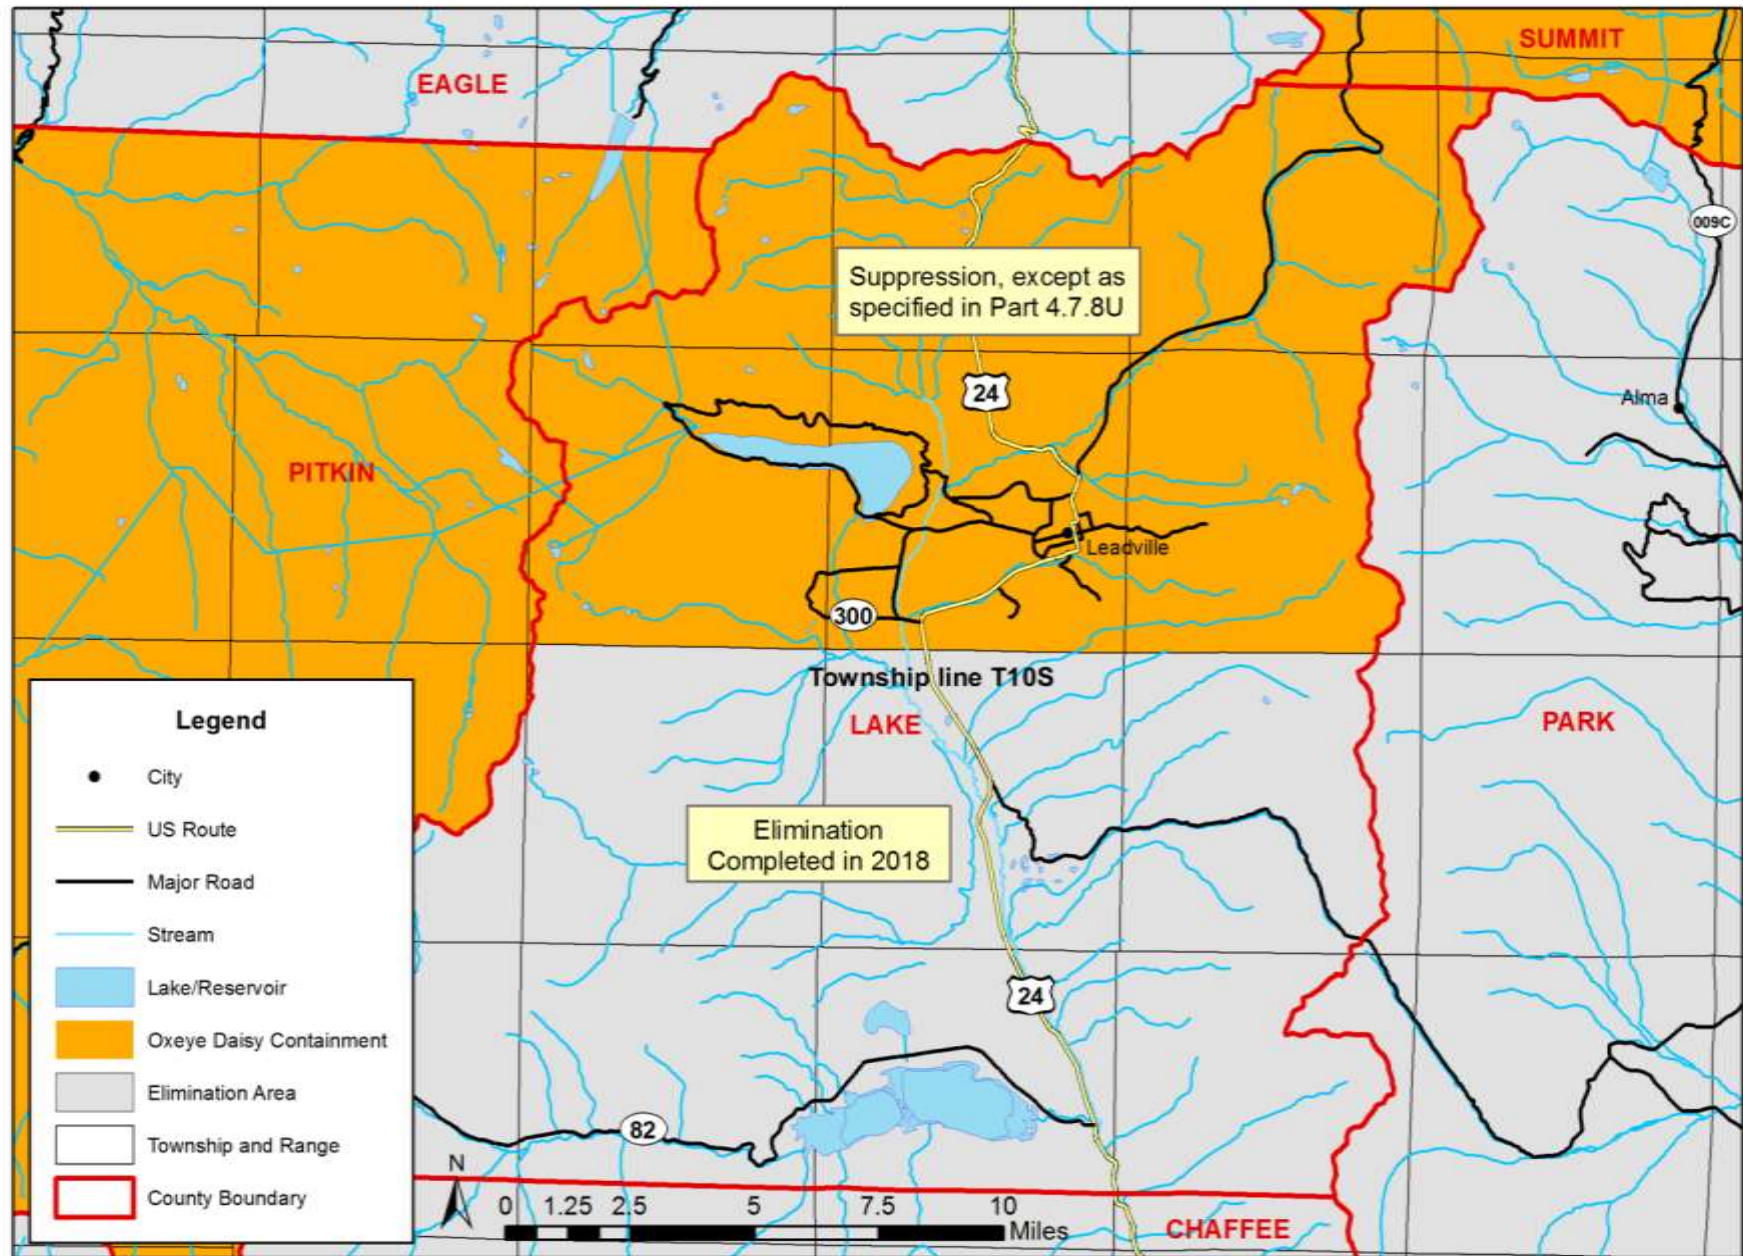 SUMMIT
EAGLE
009C
Suppression, except as
specified in Part 4.7.8U
24
Alma
PITKIN
Leadville
300
Township line T10S
LAKE
PARK
Elimination
Completed in 2018
24
82
CHAFFEE
Legend
City
US Route
Major Road
Stream
Lake/Reservoir
Oxeye Daisy Containment
Elimination Area
Township and Range
County Boundary
N
0 1.25 2.5 5 7.5 10
Miles